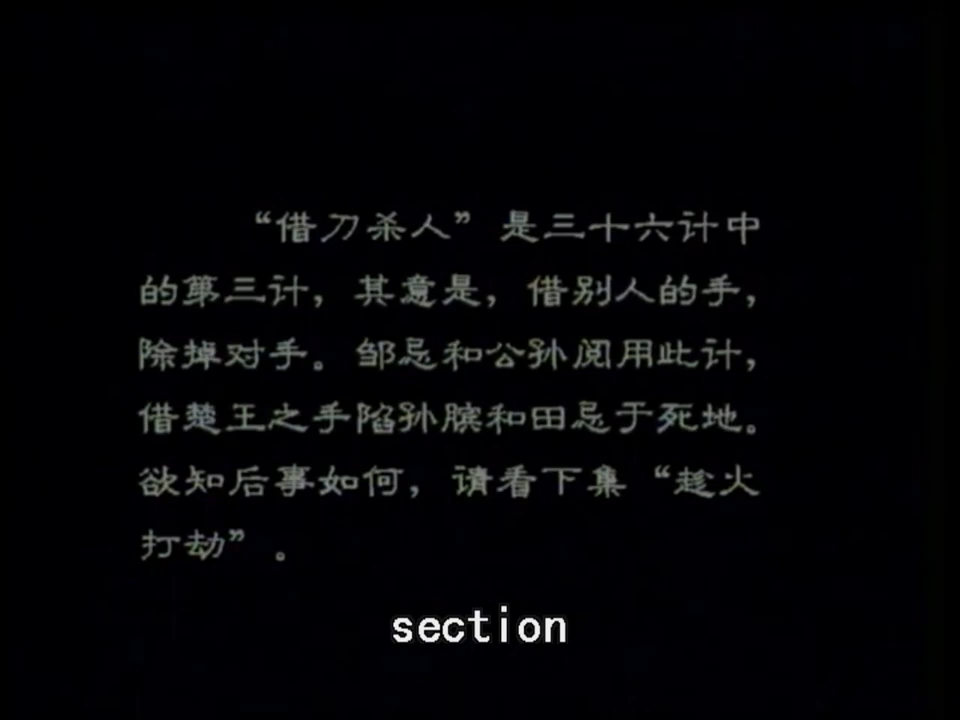 “借刀杀人”是三十六计中
的第三计，其意是，借别人的手，
除掉对手。邹忌和公孙阅用此计，
借楚王之手陷孙膑和田忌于死地。
欲知后事如何，请看下集“趁火
打劫”。
section